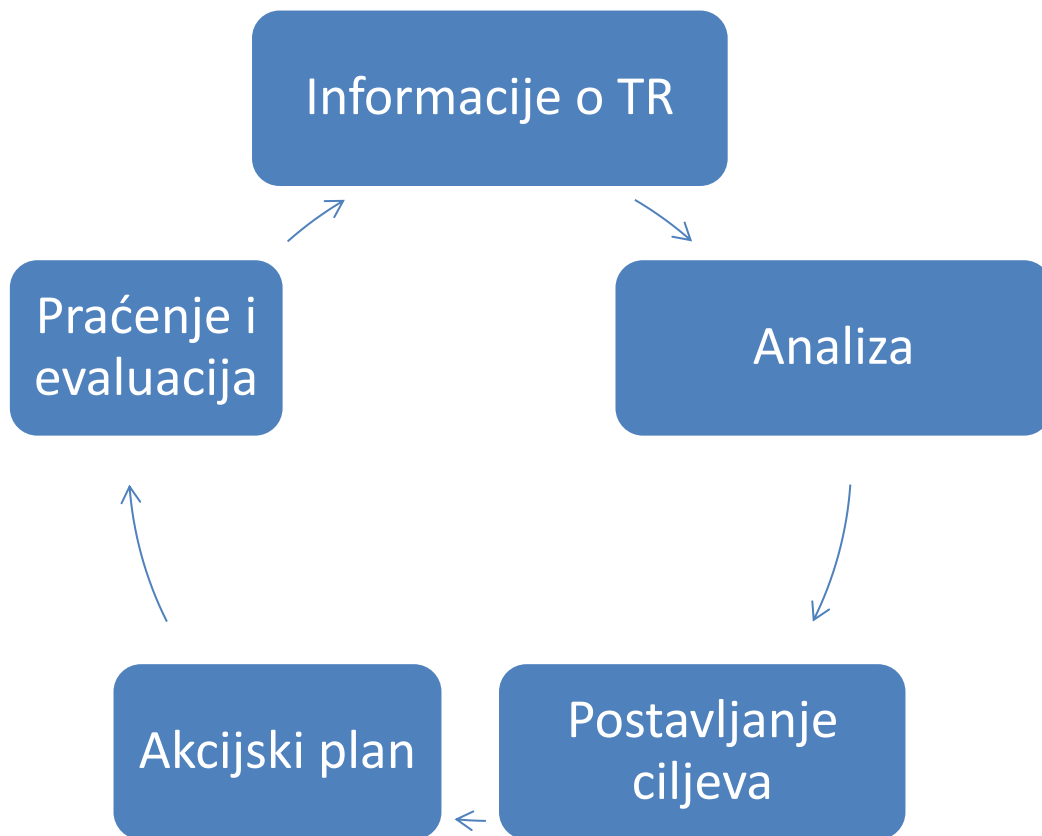 Informacije o TR
Analiza
Postavljanje
ciljeva
Akcijski plan
Praćenje i
evaluacija